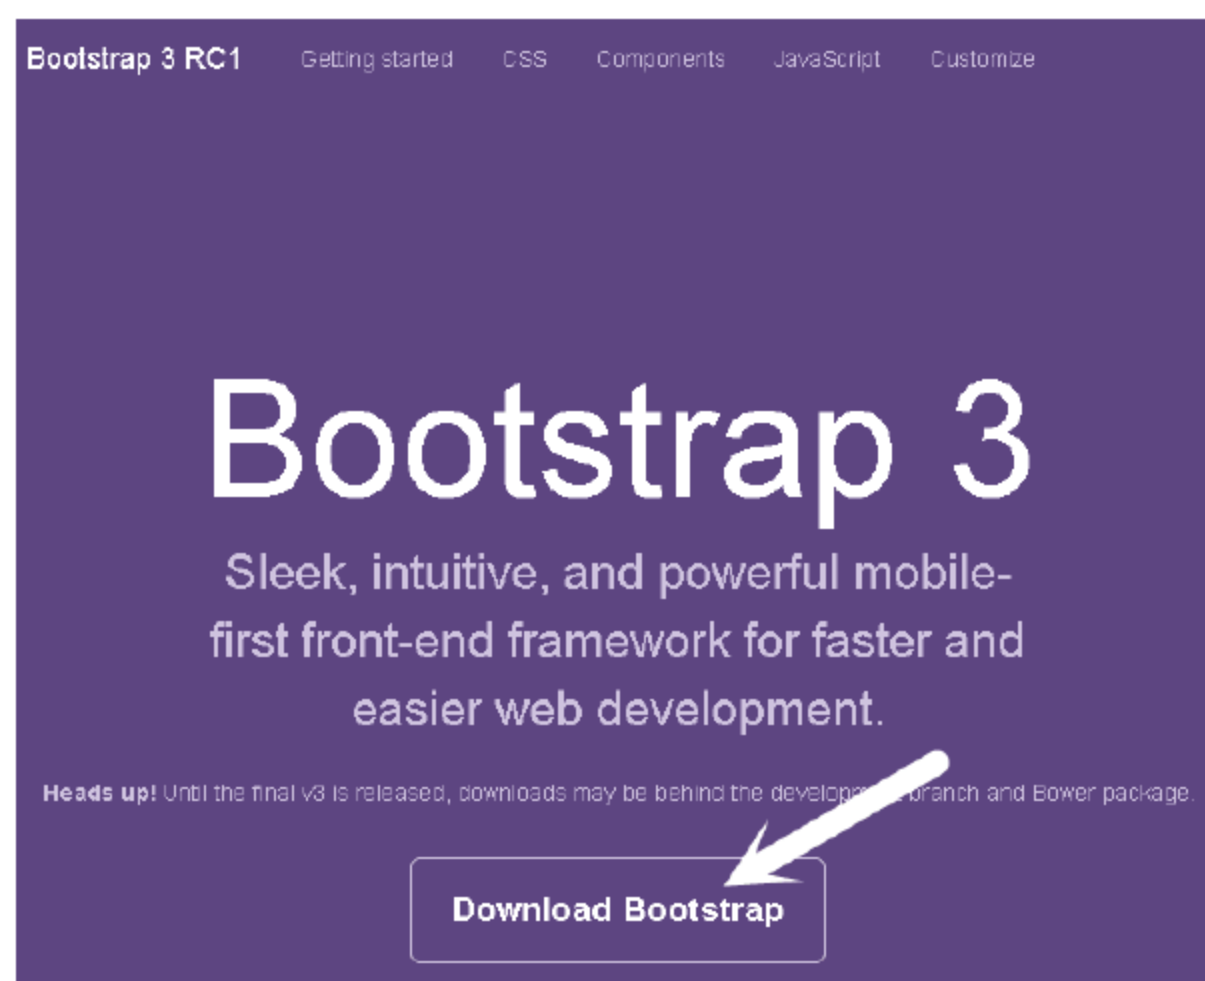 Bootstrap 3 RC1 Getting started CSS Components JavaScript Customize
Bootstrap 3
Sleek, intuitive, and powerful mobile-
first front-end framework for faster and
easier web development.
Heads up! Until the final v3 is released, downloads may be behind the development branch and Bower package.
Download Bootstrap